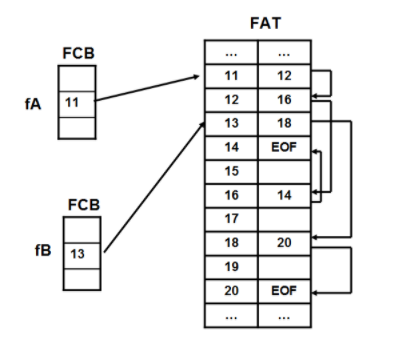 FAT
FCB
... ...
11 12
fA 11
12 16
13 18
14 EOF
15
16 14
FCB
17
fB 13
18 20
19
20 EOF
... ...